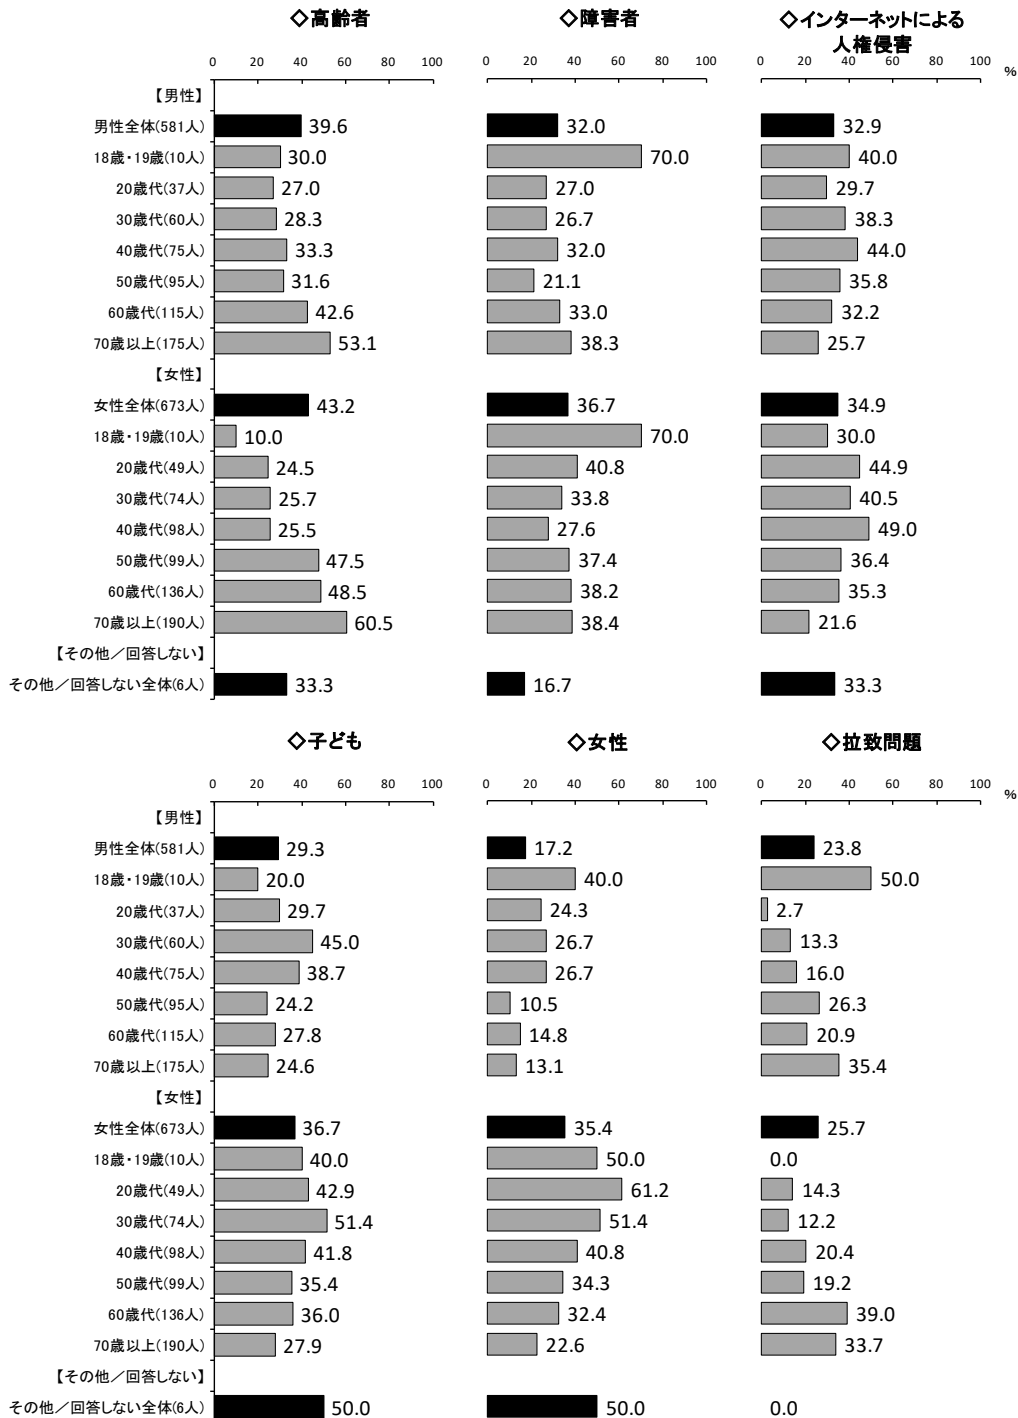 ◇高齢者 ◇障害者 ◇インターネットによる
人権侵害
0 20 40 60 80 100 0 20 40 60 80 100 0 20 40 60 80 100 %
【男性】
男性全体(581人) 39.6 32.0 32.9
18歳・19歳(10人) 30.0 70.0 40.0
20歳代(37人) 27.0 27.0 29.7
30歳代(60人) 28.3 26.7 38.3
40歳代(75人) 33.3 32.0 44.0
50歳代(95人) 31.6 21.1 35.8
60歳代(115人) 42.6 33.0 32.2
70歳以上(175人) 53.1 38.3 25.7
【女性】
女性全体(673人) 43.2 36.7 34.9
18歳・19歳(10人) 10.0 70.0 30.0
20歳代(49人) 24.5 40.8 44.9
30歳代(74人) 25.7 33.8 40.5
40歳代(98人) 25.5 27.6 49.0
50歳代(99人) 47.5 37.4 36.4
60歳代(136人) 48.5 38.2 35.3
70歳以上(190人) 60.5 38.4 21.6
【その他／回答しない】
その他／回答しない全体(6人) 33.3 16.7 33.3
◇子ども ◇女性 ◇拉致問題
0 20 40 60 80 100 0 20 40 60 80 100 0 20 40 60 80 100 %
【男性】
男性全体(581人) 29.3 17.2 23.8
18歳・19歳(10人) 20.0 40.0 50.0
20歳代(37人) 29.7 24.3 2.7
30歳代(60人) 45.0 26.7 13.3
40歳代(75人) 38.7 26.7 16.0
50歳代(95人) 24.2 10.5 26.3
60歳代(115人) 27.8 14.8 20.9
70歳以上(175人) 24.6 13.1 35.4
【女性】
女性全体(673人) 36.7 35.4 25.7
18歳・19歳(10人) 40.0 50.0 0.0
20歳代(49人) 42.9 61.2 14.3
30歳代(74人) 51.4 51.4 12.2
40歳代(98人) 41.8 40.8 20.4
50歳代(99人) 35.4 34.3 19.2
60歳代(136人) 36.0 32.4 39.0
70歳以上(190人) 27.9 22.6 33.7
【その他／回答しない】
その他／回答しない全体(6人) 50.0 50.0 0.0